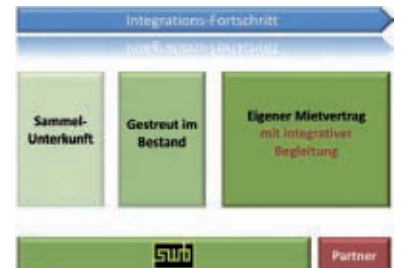 Integrations-Fortschritt
Sammel-
Unterkunft
Gestreut im
Bestand
Eigener Mietvertrag
mit integrativer
Begleitung
swb
Partner